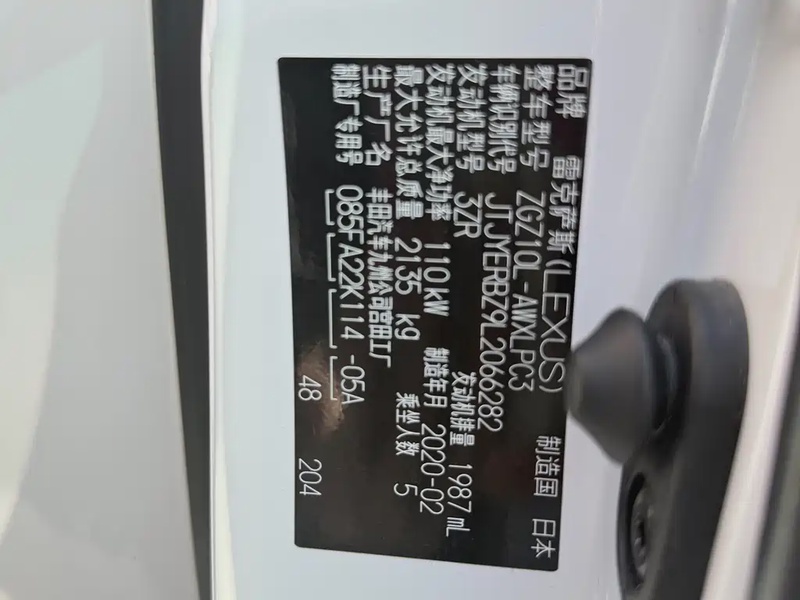 品牌 雷克萨斯(LEXUS) 制造国 日本
整车型号 ZGZ10L-AWXLPC3
车辆识别代号 JTJYERBZ9L2066282
发动机型号 3ZR 发动机排量 1987 mL
发动机最大净功率 110 kW 制造年月 2020-02
最大允许总质量 2135 kg 乘坐人数 5
生产厂名 丰田汽车九州公司宫田工厂
制造厂专用号 085FA22K114 -05A
48 204